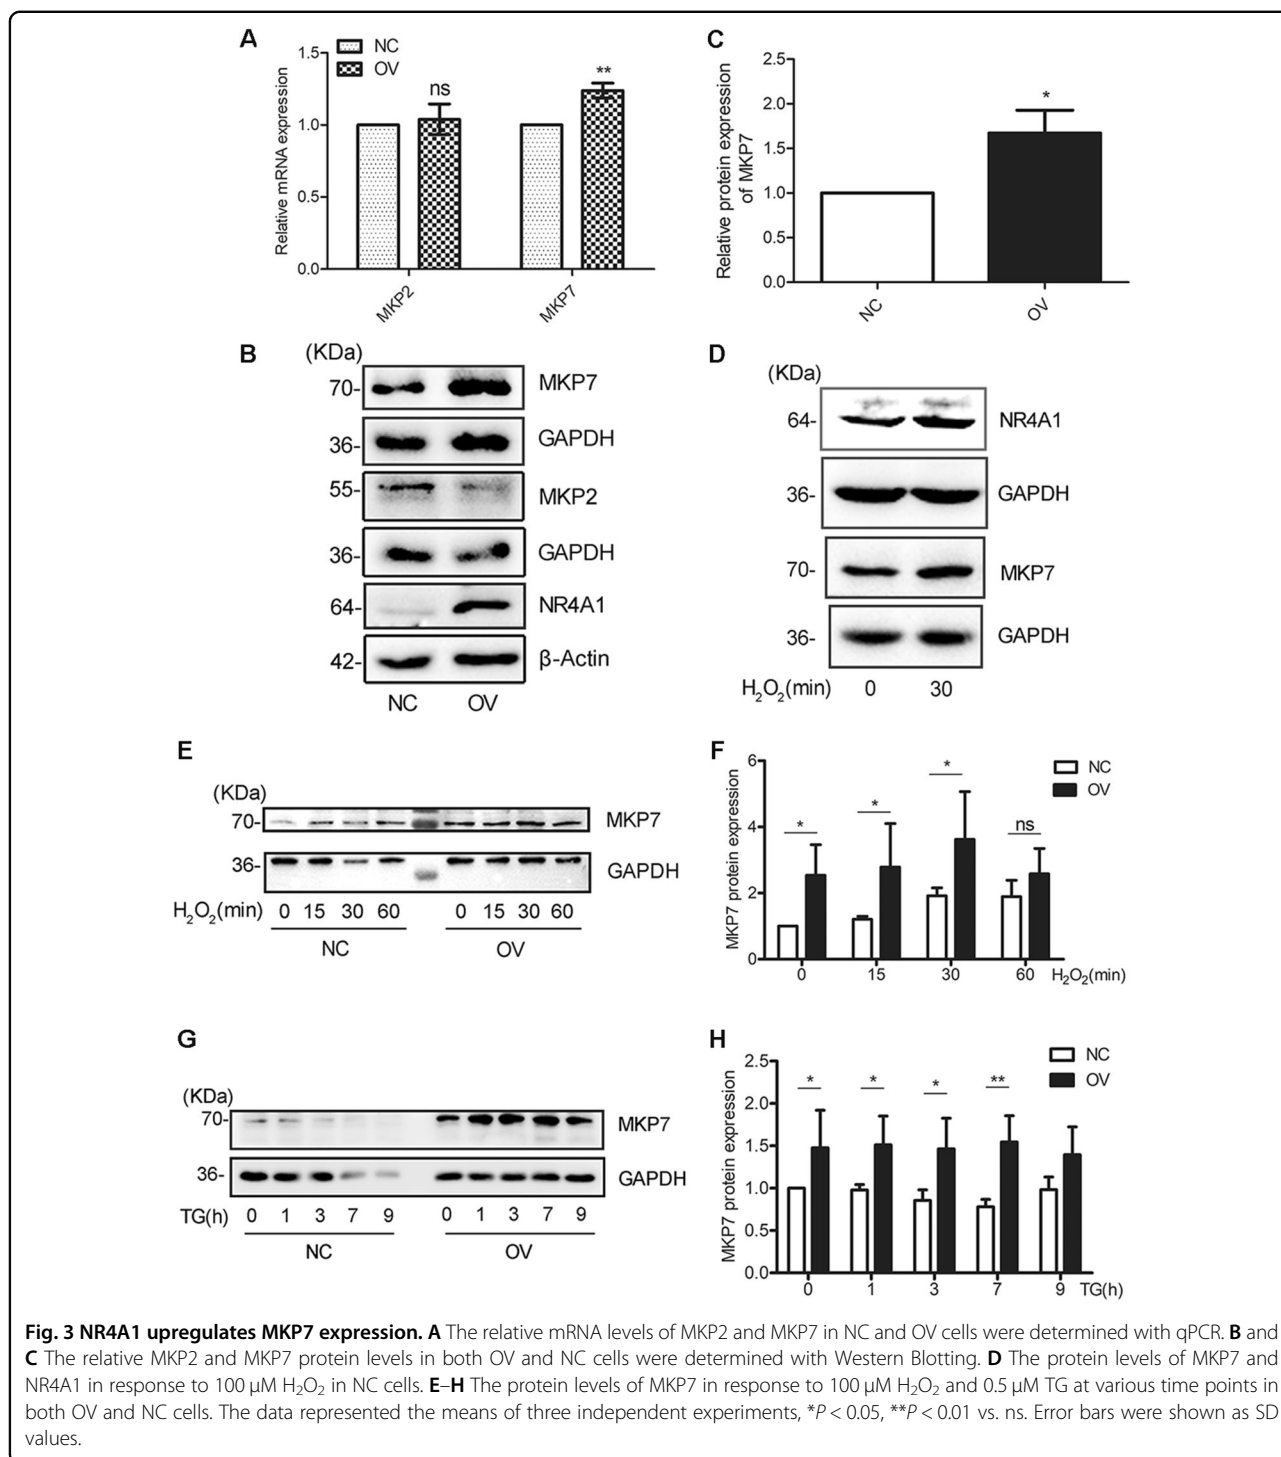 A
NC
OV
1.5
1.0
0.5
0.0
Relative mRNA expression
ns
**
MKP2
MKP7
C
2.5
2.0
1.5
1.0
0.5
0.0
Relative protein expression
of MKP7
*
NC
OV
B
(KDa)
70- MKP7
36- GAPDH
55- MKP2
36- GAPDH
64- NR4A1
42- β-Actin
NC OV
D
(KDa)
64- NR4A1
36- GAPDH
70- MKP7
36- GAPDH
H₂O₂(min) 0 30
E
(KDa)
70- MKP7
36- GAPDH
H₂O₂(min) 0 15 30 60 0 15 30 60
NC OV
F
6
4
2
0
MKP7 protein expression
NC
OV
* * * ns
0 15 30 60 H₂O₂(min)
G
(KDa)
70- MKP7
36- GAPDH
TG(h) 0 1 3 7 9 0 1 3 7 9
NC OV
H
2.5
2.0
1.5
1.0
0.5
0.0
MKP7 protein expression
NC
OV
* * * **
0 1 3 7 9 TG(h)
Fig. 3 NR4A1 upregulates MKP7 expression. A The relative mRNA levels of MKP2 and MKP7 in NC and OV cells were determined with qPCR. B and
C The relative MKP2 and MKP7 protein levels in both OV and NC cells were determined with Western Blotting. D The protein levels of MKP7 and
NR4A1 in response to 100 µM H₂O₂ in NC cells. E–H The protein levels of MKP7 in response to 100 µM H₂O₂ and 0.5 µM TG at various time points in
both OV and NC cells. The data represented the means of three independent experiments, *P < 0.05, **P < 0.01 vs. ns. Error bars were shown as SD
values.